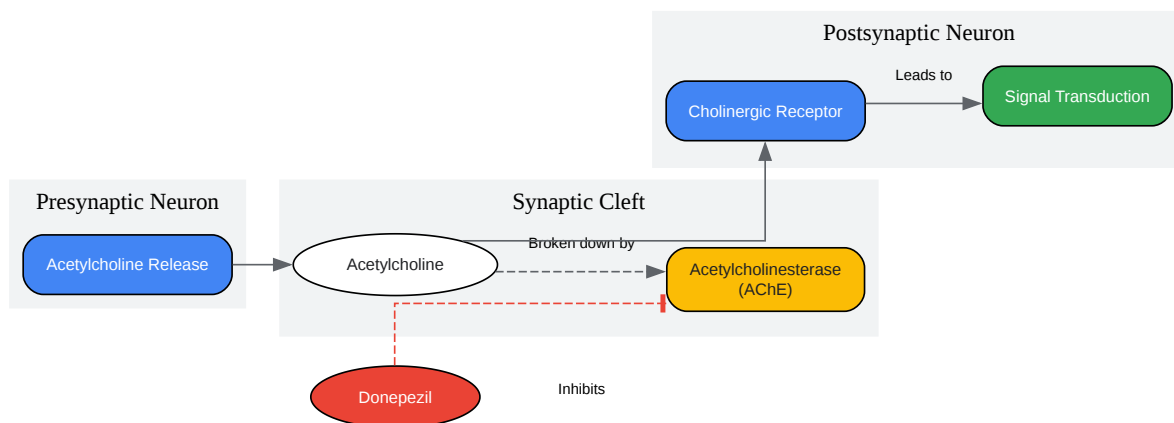 Postsynaptic Neuron
Leads to
Cholinergic Receptor
Signal Transduction
Presynaptic Neuron
Synaptic Cleft
Acetylcholine Release
Acetylcholine
Broken down by
Acetylcholinesterase
(AChE)
Donepezil
Inhibits